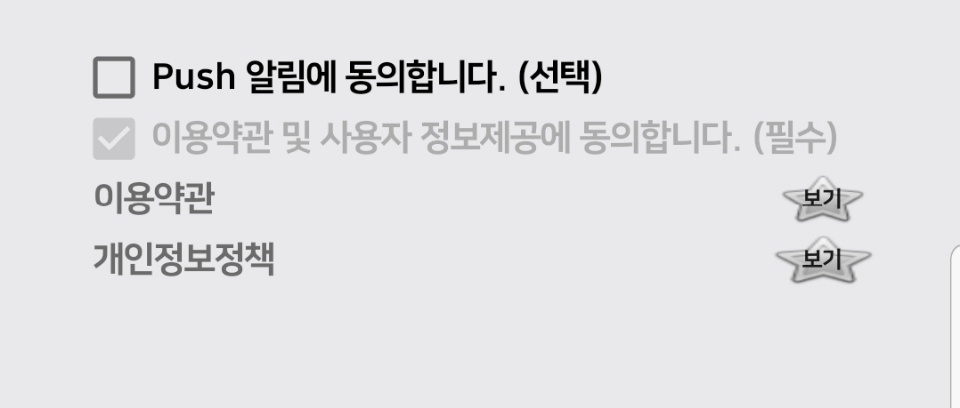 Push 알림에 동의합니다. (선택)
이용약관 및 사용자 정보제공에 동의합니다. (필수)
이용약관 보기
개인정보정책 보기